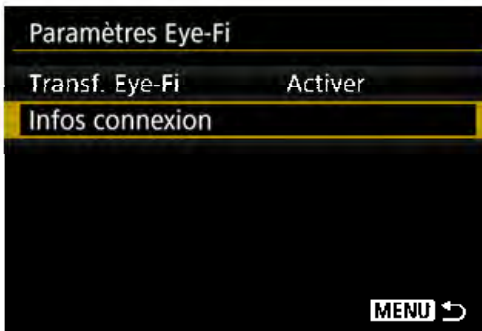 Paramètres Eye-Fi
Transf. Eye-Fi Activer
Infos connexion
MENU